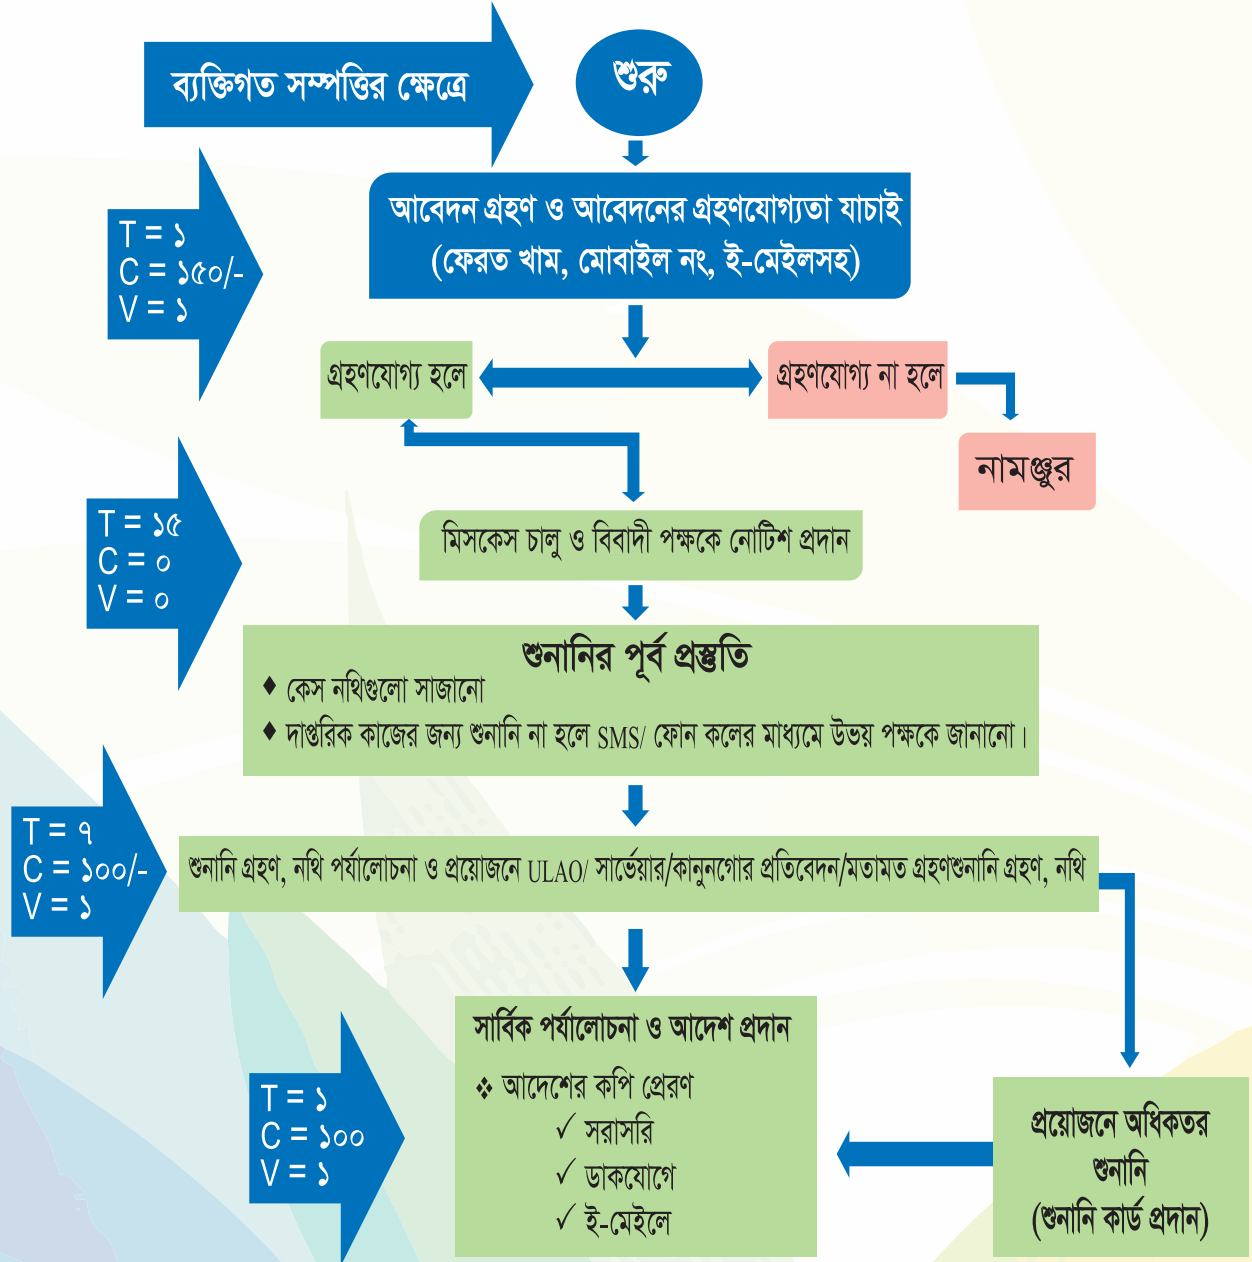 ব্যক্তিগত সম্পত্তির ক্ষেত্রে
শুরু
আবেদন গ্রহণ ও আবেদনের গ্রহণযোগ্যতা যাচাই
(ফেরত খাম, মোবাইল নং, ই-মেইলসহ)
T = ১
C = ১৫০/-
V = ১
গ্রহণযোগ্য হলে
গ্রহণযোগ্য না হলে
নামঞ্জুর
T = ১৫
C = ০
V = ০
মিসকেস চালু ও বিবাদী পক্ষকে নোটিশ প্রদান
শুনানির পূর্ব প্রস্তুতি
♦ কেস নথিগুলো সাজানো
♦ দাপ্তরিক কাজের জন্য শুনানি না হলে SMS/ ফোন কলের মাধ্যমে উভয় পক্ষকে জানানো।
T = ৭
C = ১০০/-
V = ১
শুনানি গ্রহণ, নথি পর্যালোচনা ও প্রয়োজনে ULAO/ সার্ভেয়ার/কানুনগোর প্রতিবেদন/মতামত গ্রহণশুনানি গ্রহণ, নথি
T = ১
C = ১০০
V = ১
সার্বিক পর্যালোচনা ও আদেশ প্রদান
❖ আদেশের কপি প্রেরণ
✓ সরাসরি
✓ ডাকযোগে
✓ ই-মেইলে
প্রয়োজনে অধিকতর
শুনানি
(শুনানি কার্ড প্রদান)